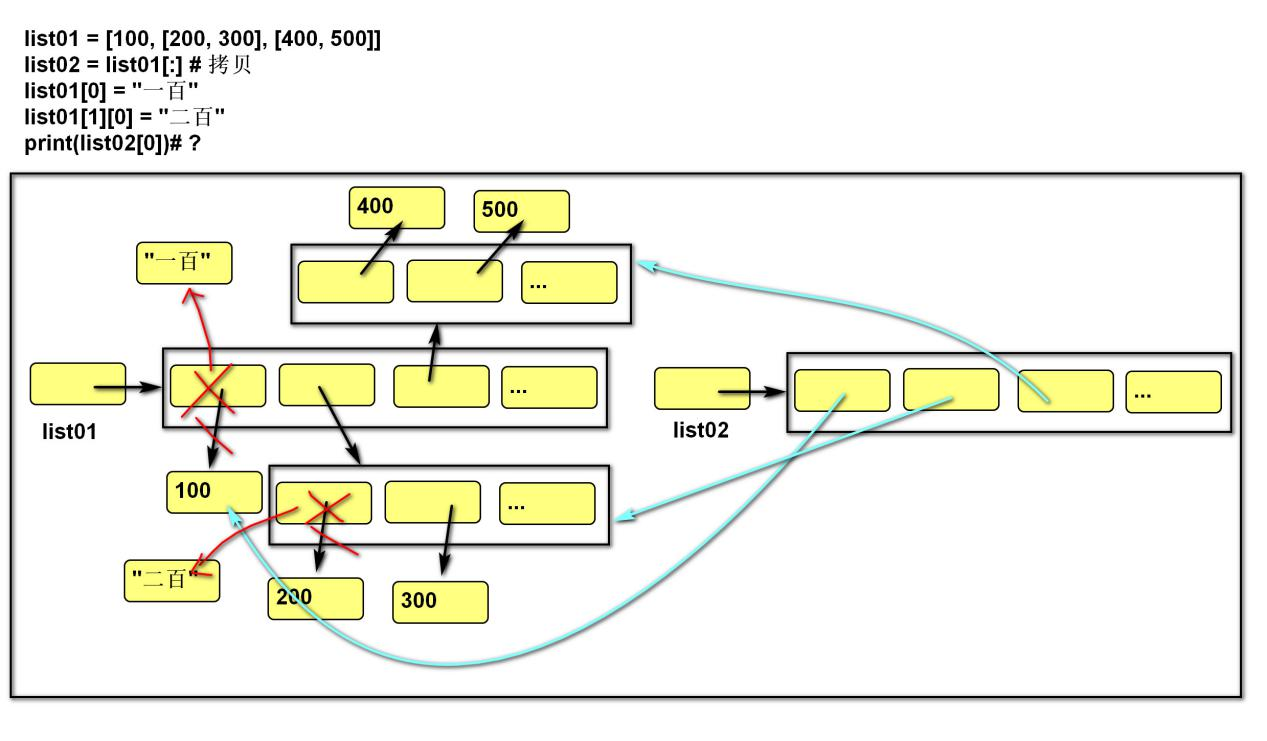 list01 = [100, [200, 300], [400, 500]]
list02 = list01[:] # 拷贝
list01[0] = "一百"
list01[1][0] = "二百"
print(list02[0])# ?
400
500
"一百"
...
...
...
list01
list02
100
...
"二百"
200
300